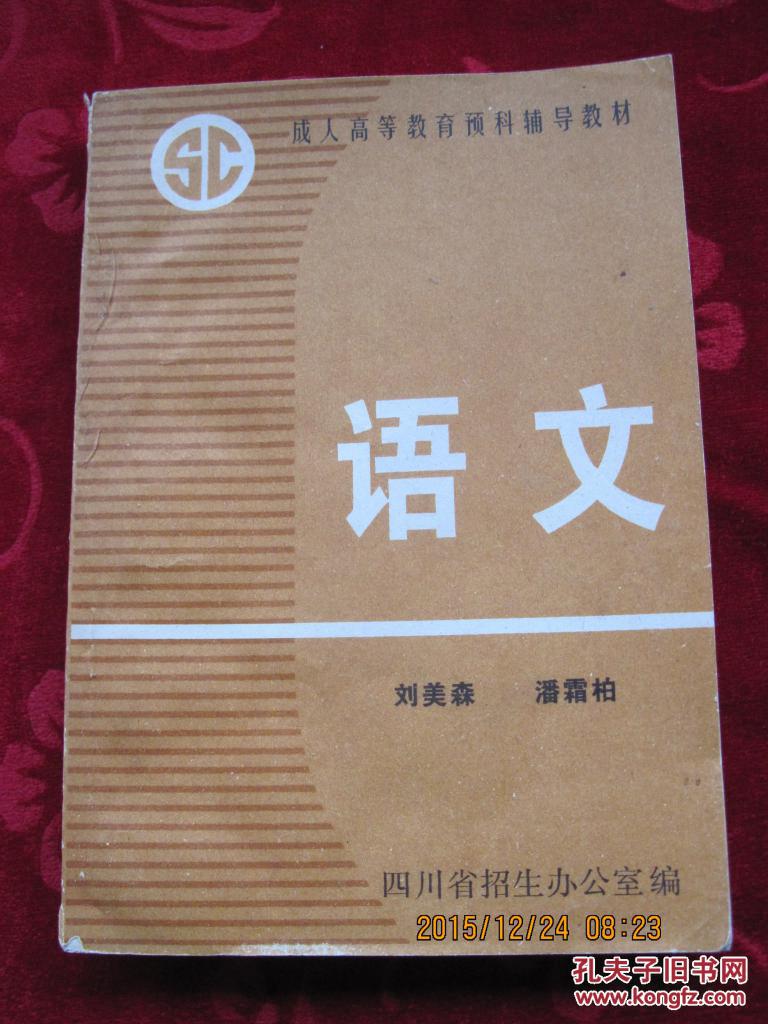 SC
成人高等教育预科辅导教材
语文
刘美森 潘霜柏
四川省招生办公室编
2015/12/24 08:23
孔夫子旧书网
www.kongfz.com